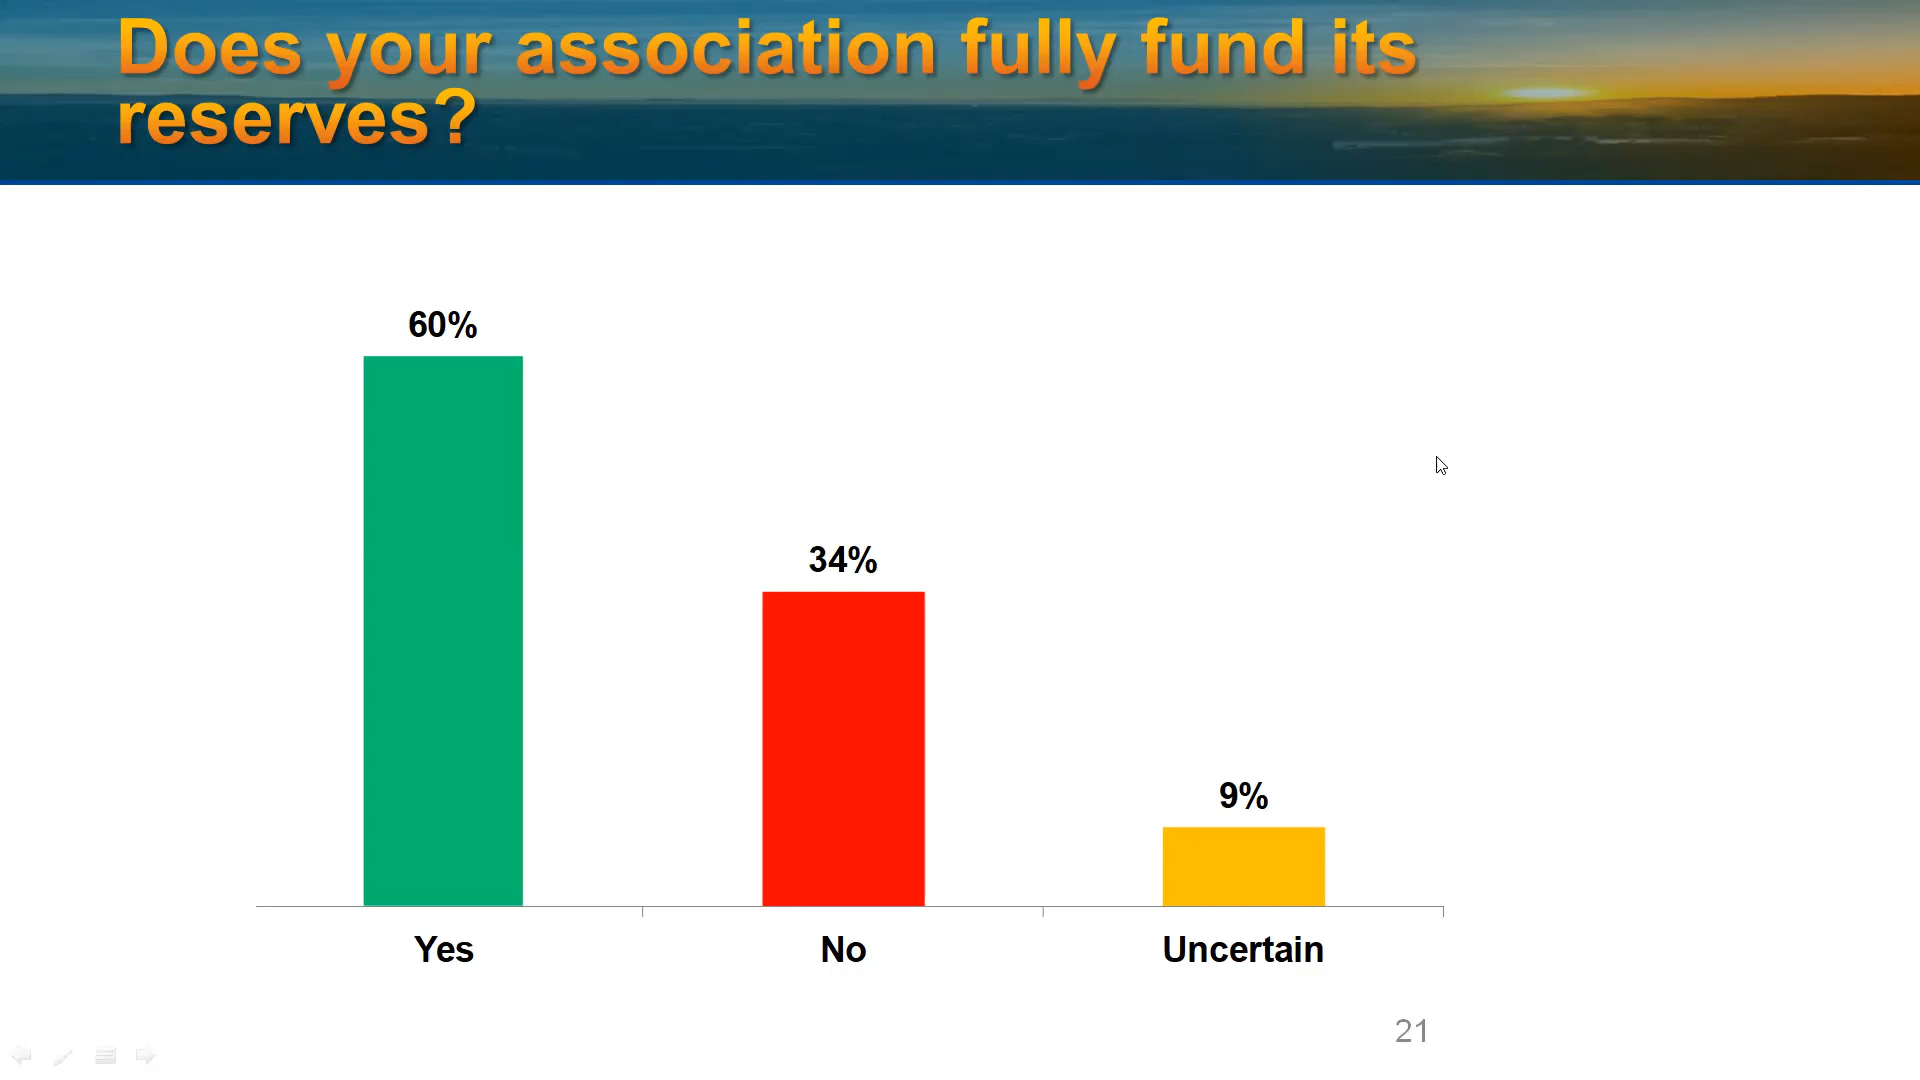 Does your association fully fund its
reserves?
60%
34%
9%
Yes
No
Uncertain
21